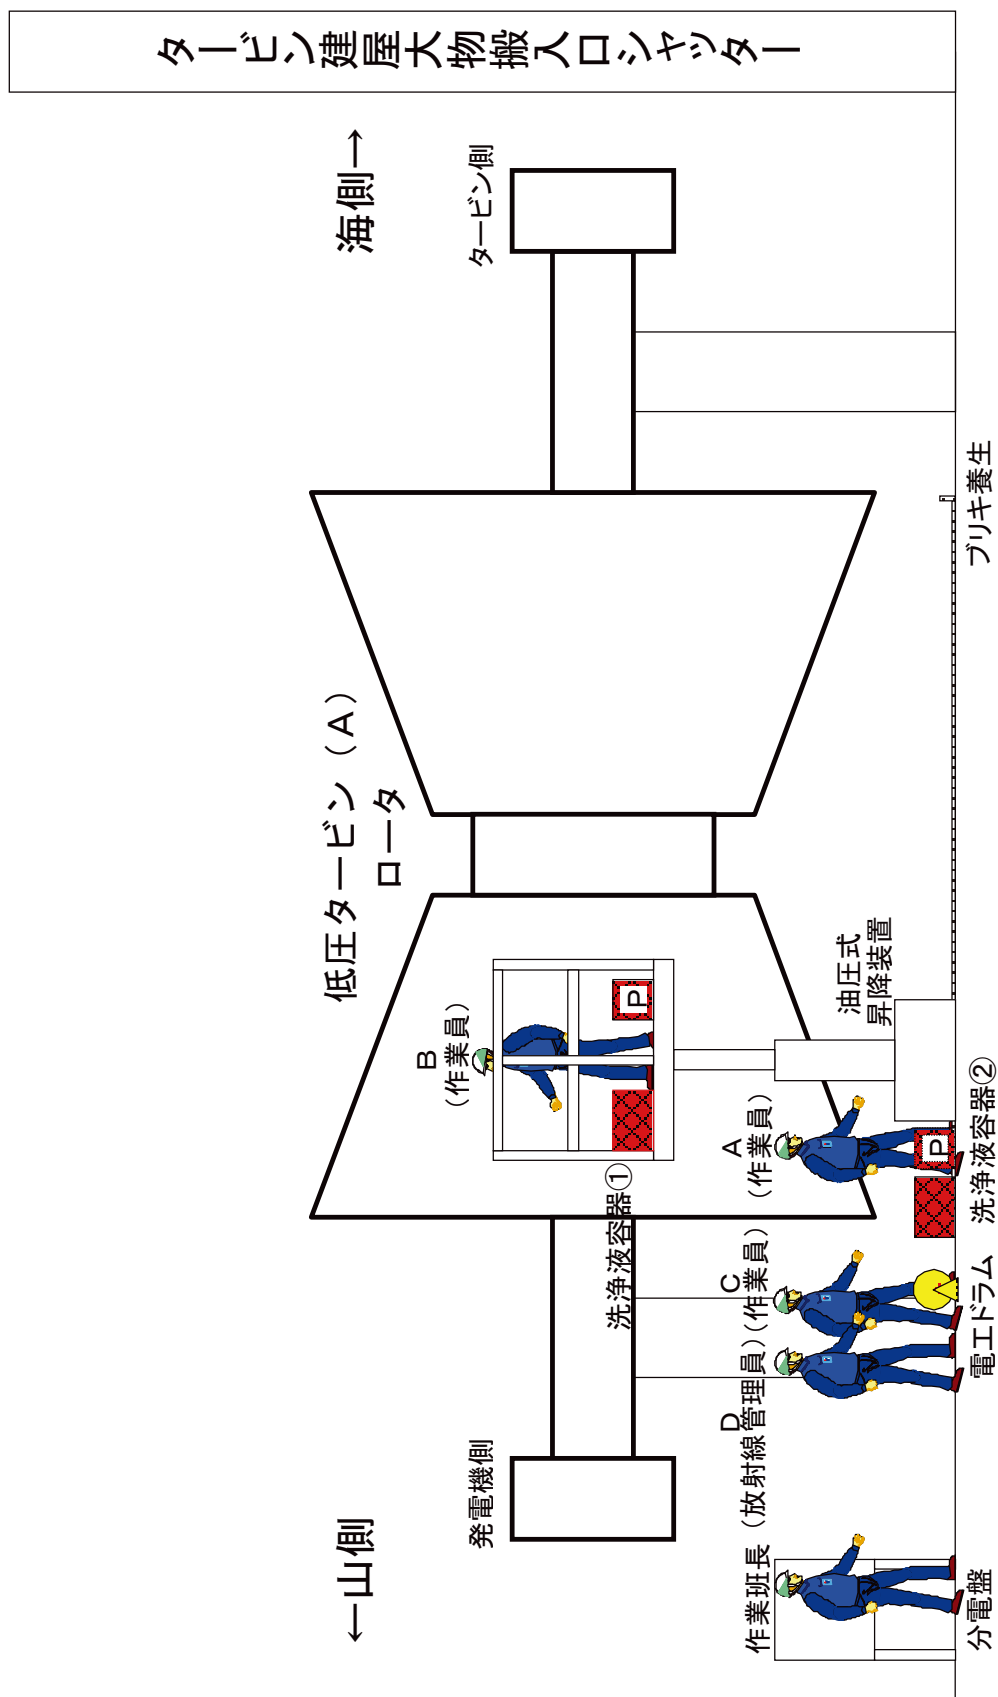 タービン建屋大物搬入口シャッター
←山側
海側→
低圧タービン（A）
ロータ
発電機側
タービン側
B
（作業員）
P
洗浄液容器①
油圧式
昇降装置
作業班長
D
（放射線管理員）
C
（作業員）
A
（作業員）
P
分電盤
電工ドラム
洗浄液容器②
ブリキ養生